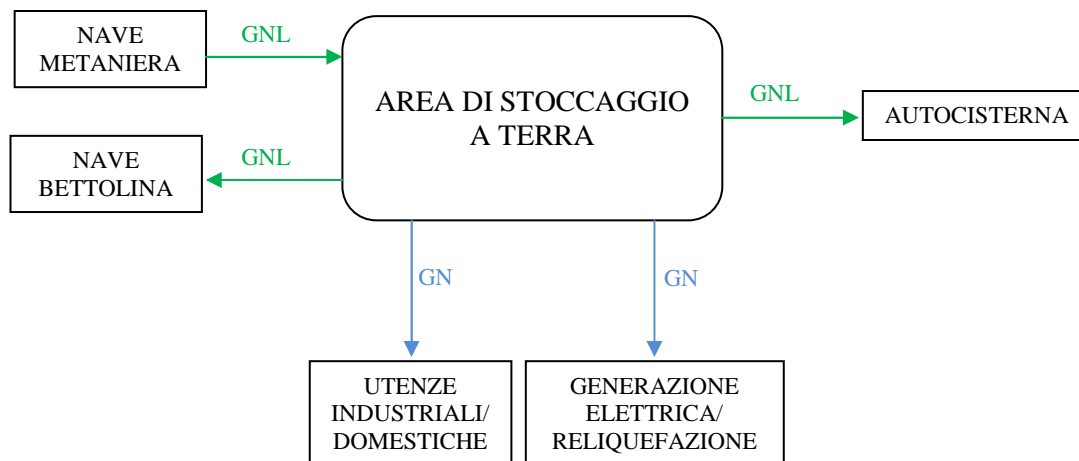 NAVE
METANIERA
GNL
AREA DI STOCCAGGIO
A TERRA
GNL
AUTOCISTERNA
NAVE
BETTOLINA
GNL
GN
GN
UTENZE
INDUSTRIALI/
DOMESTICHE
GENERAZIONE
ELETTRICA/
RELIQUEFAZIONE